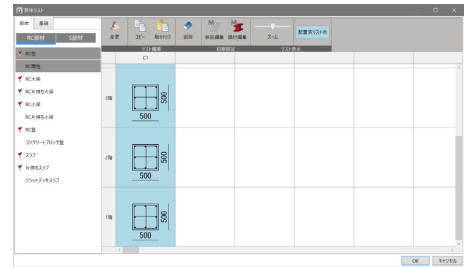 部材リスト
部材 基礎
RC部材 S部材
変更 コピー 貼り付け 削除 断面編集 鋼材編集 ズーム 配置済リスト名
リスト編集 初期設定 リスト表示
RC柱
RC間柱
RC大梁
RC片持ち大梁
RC小梁
RC片持ち小梁
RC壁
コンクリートブロック壁
スラブ
片持ちスラブ
フラットデッキスラブ
C1
3階
500
500
2階
500
500
1階
500
500
OK キャンセル